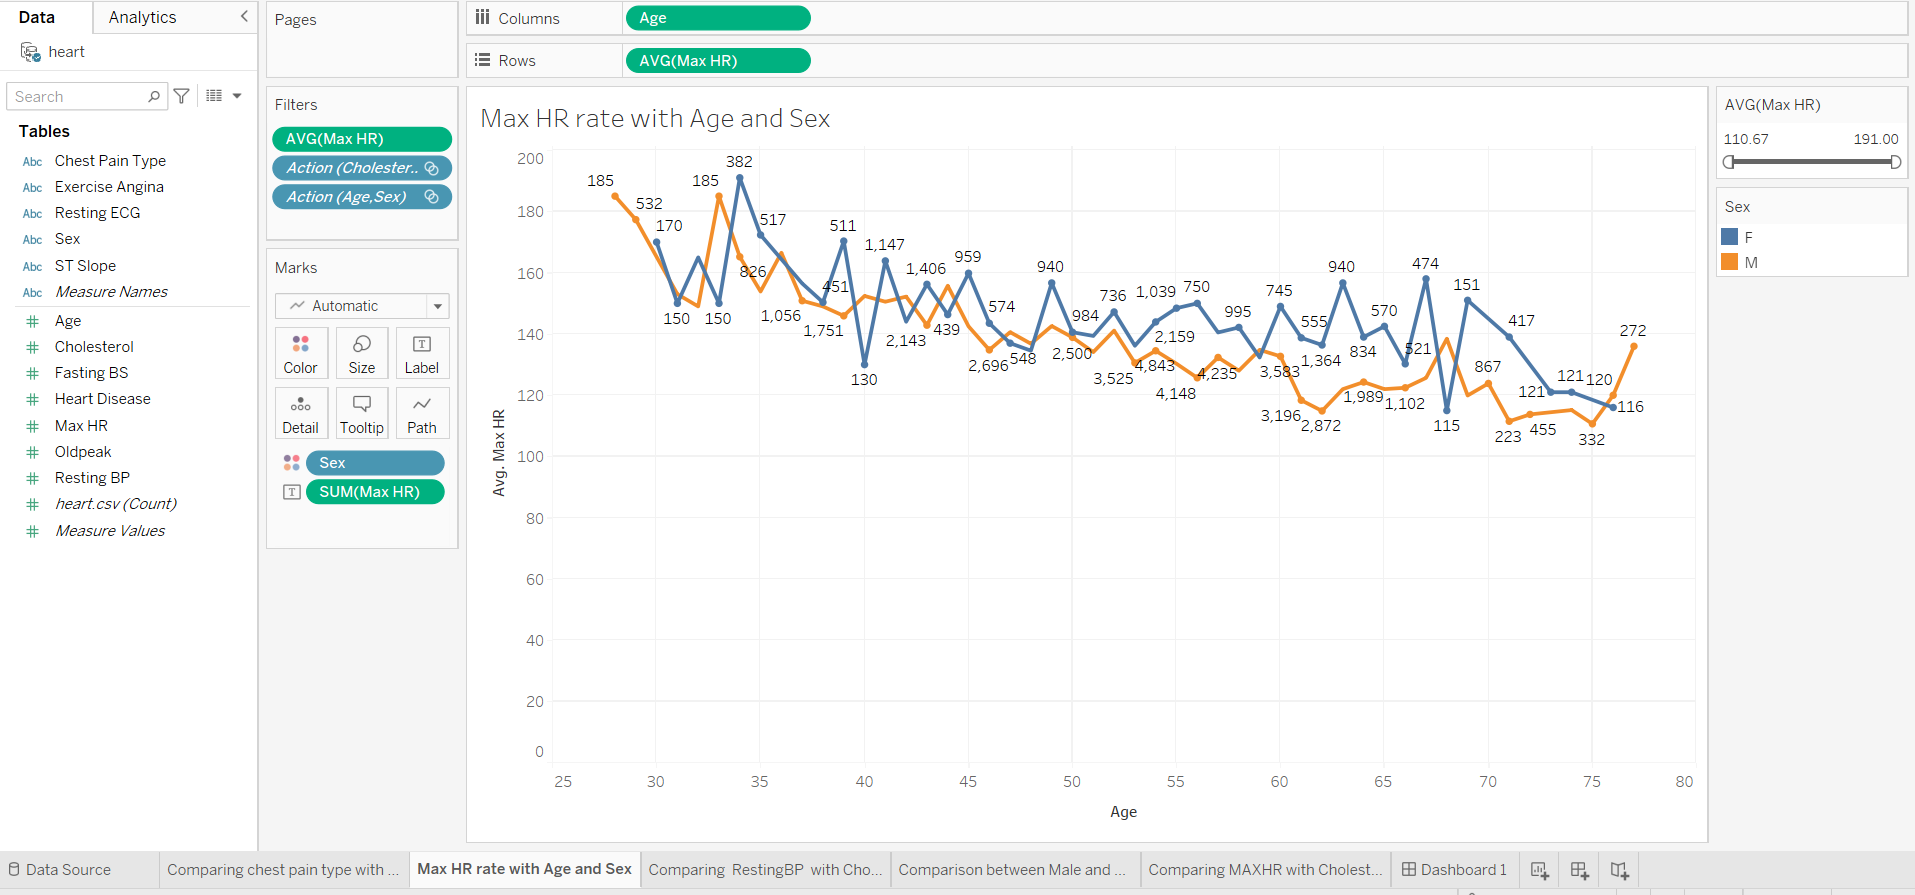 Data
Analytics
heart
Search
Tables
Abc Chest Pain Type
Abc Exercise Angina
Abc Resting ECG
Abc Sex
Abc ST Slope
Abc Measure Names
Age
Cholesterol
Fasting BS
Heart Disease
Max HR
Oldpeak
Resting BP
heart.csv (Count)
Measure Values
Pages
Filters
AVG(Max HR)
Action (Cholester..
Action (Age,Sex)
Marks
Automatic
Color Size Label
Detail Tooltip Path
Sex
SUM(Max HR)
Columns Age
Rows AVG(Max HR)
Max HR rate with Age and Sex
Avg. Max HR
200
180
160
140
120
100
80
60
40
20
0
185
532
170
150
185
150
382
826
517
1,056
451
1,751
511
130
1,147
2,143
1,406
439
959
574
2,696
548
940
984
2,500
736
3,525
1,039
4,843
2,159
750
4,148
4,235
995
745
3,583
555
3,196
1,364
2,872
940
834
1,989
570
521
1,102
474
115
151
867
417
223
121
455
121
332
120
116
272
25 30 35 40 45 50 55 60 65 70 75 80
Age
AVG(Max HR)
110.67 191.00
Sex
F
M
Data Source
Comparing chest pain type with ...
Max HR rate with Age and Sex
Comparing RestingBP with Cho...
Comparison between Male and ...
Comparing MAXHR with Cholest...
Dashboard 1